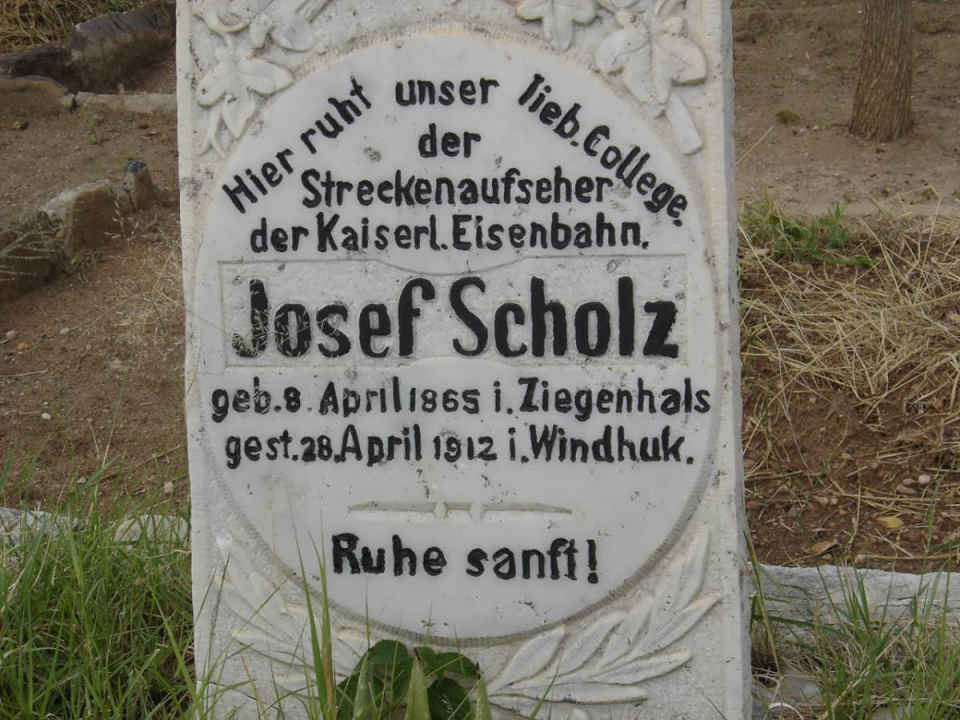 Hier ruht unser lieb. College.
der
Streckenaufseher
der Kaiserl. Eisenbahn.
Josef Scholz
geb. 8. April 1865 i. Ziegenhals
gest. 28. April 1912 i. Windhuk.
Ruhe sanft!